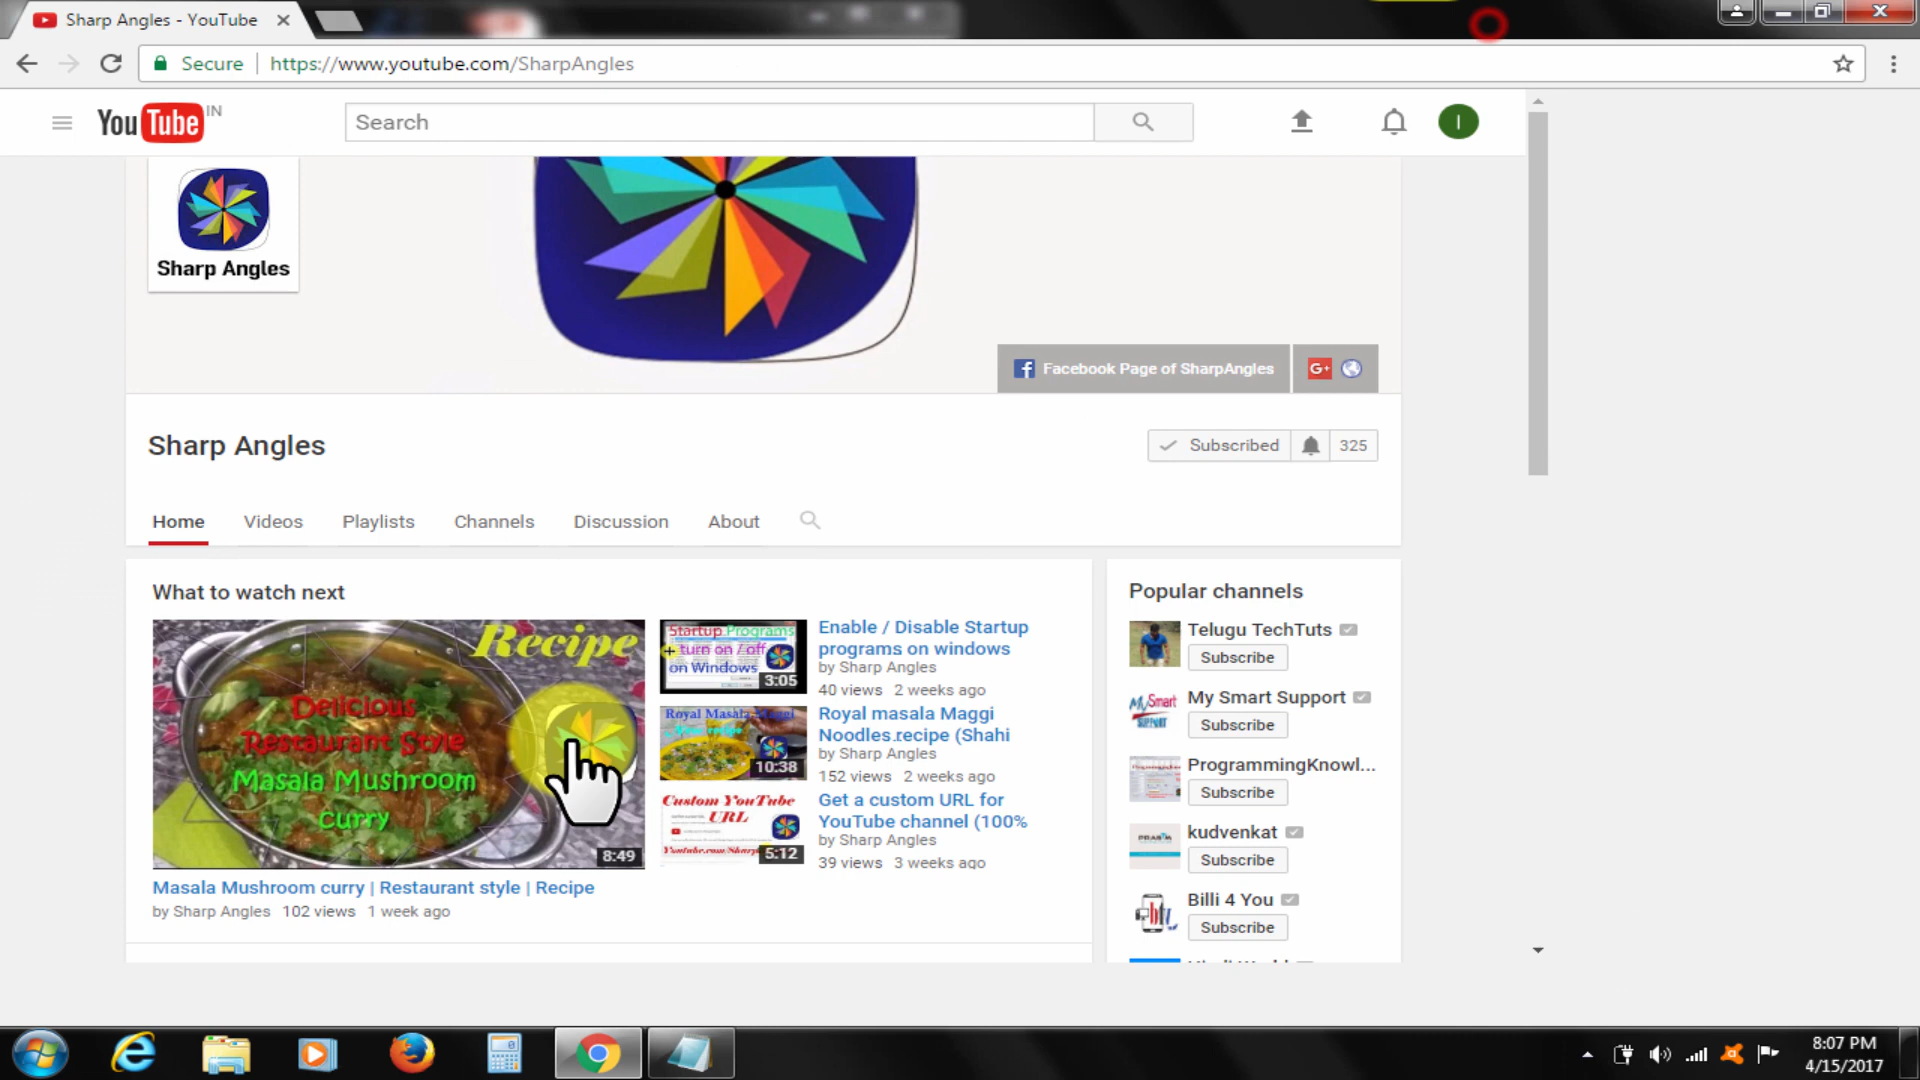 Sharp Angles - YouTube
Secure
https://www.youtube.com/SharpAngles
YouTube IN
Search
I
Sharp Angles
Facebook Page of SharpAngles
G+
Sharp Angles
Subscribed
325
Home
Videos
Playlists
Channels
Discussion
About
What to watch next
Recipe
Delicious
Restaurant Style
Masala Mushroom
curry
8:49
Masala Mushroom curry | Restaurant style | Recipe
by Sharp Angles 102 views 1 week ago
Startup Programs
turn on / off
on Windows
3:05
Enable / Disable Startup
programs on windows
by Sharp Angles
40 views 2 weeks ago
Royal Masala Maggi
10:38
Royal masala Maggi
Noodles recipe (Shahi
by Sharp Angles
152 views 2 weeks ago
Custom YouTube
URL
5:12
Get a custom URL for
YouTube channel (100%
by Sharp Angles
39 views 3 weeks ago
Popular channels
Telugu TechTuts
Subscribe
MySmart
SUPPORT
My Smart Support
Subscribe
ProgrammingKnowl...
Subscribe
kudvenkat
Subscribe
Billi 4 You
Subscribe
8:07 PM
4/15/2017